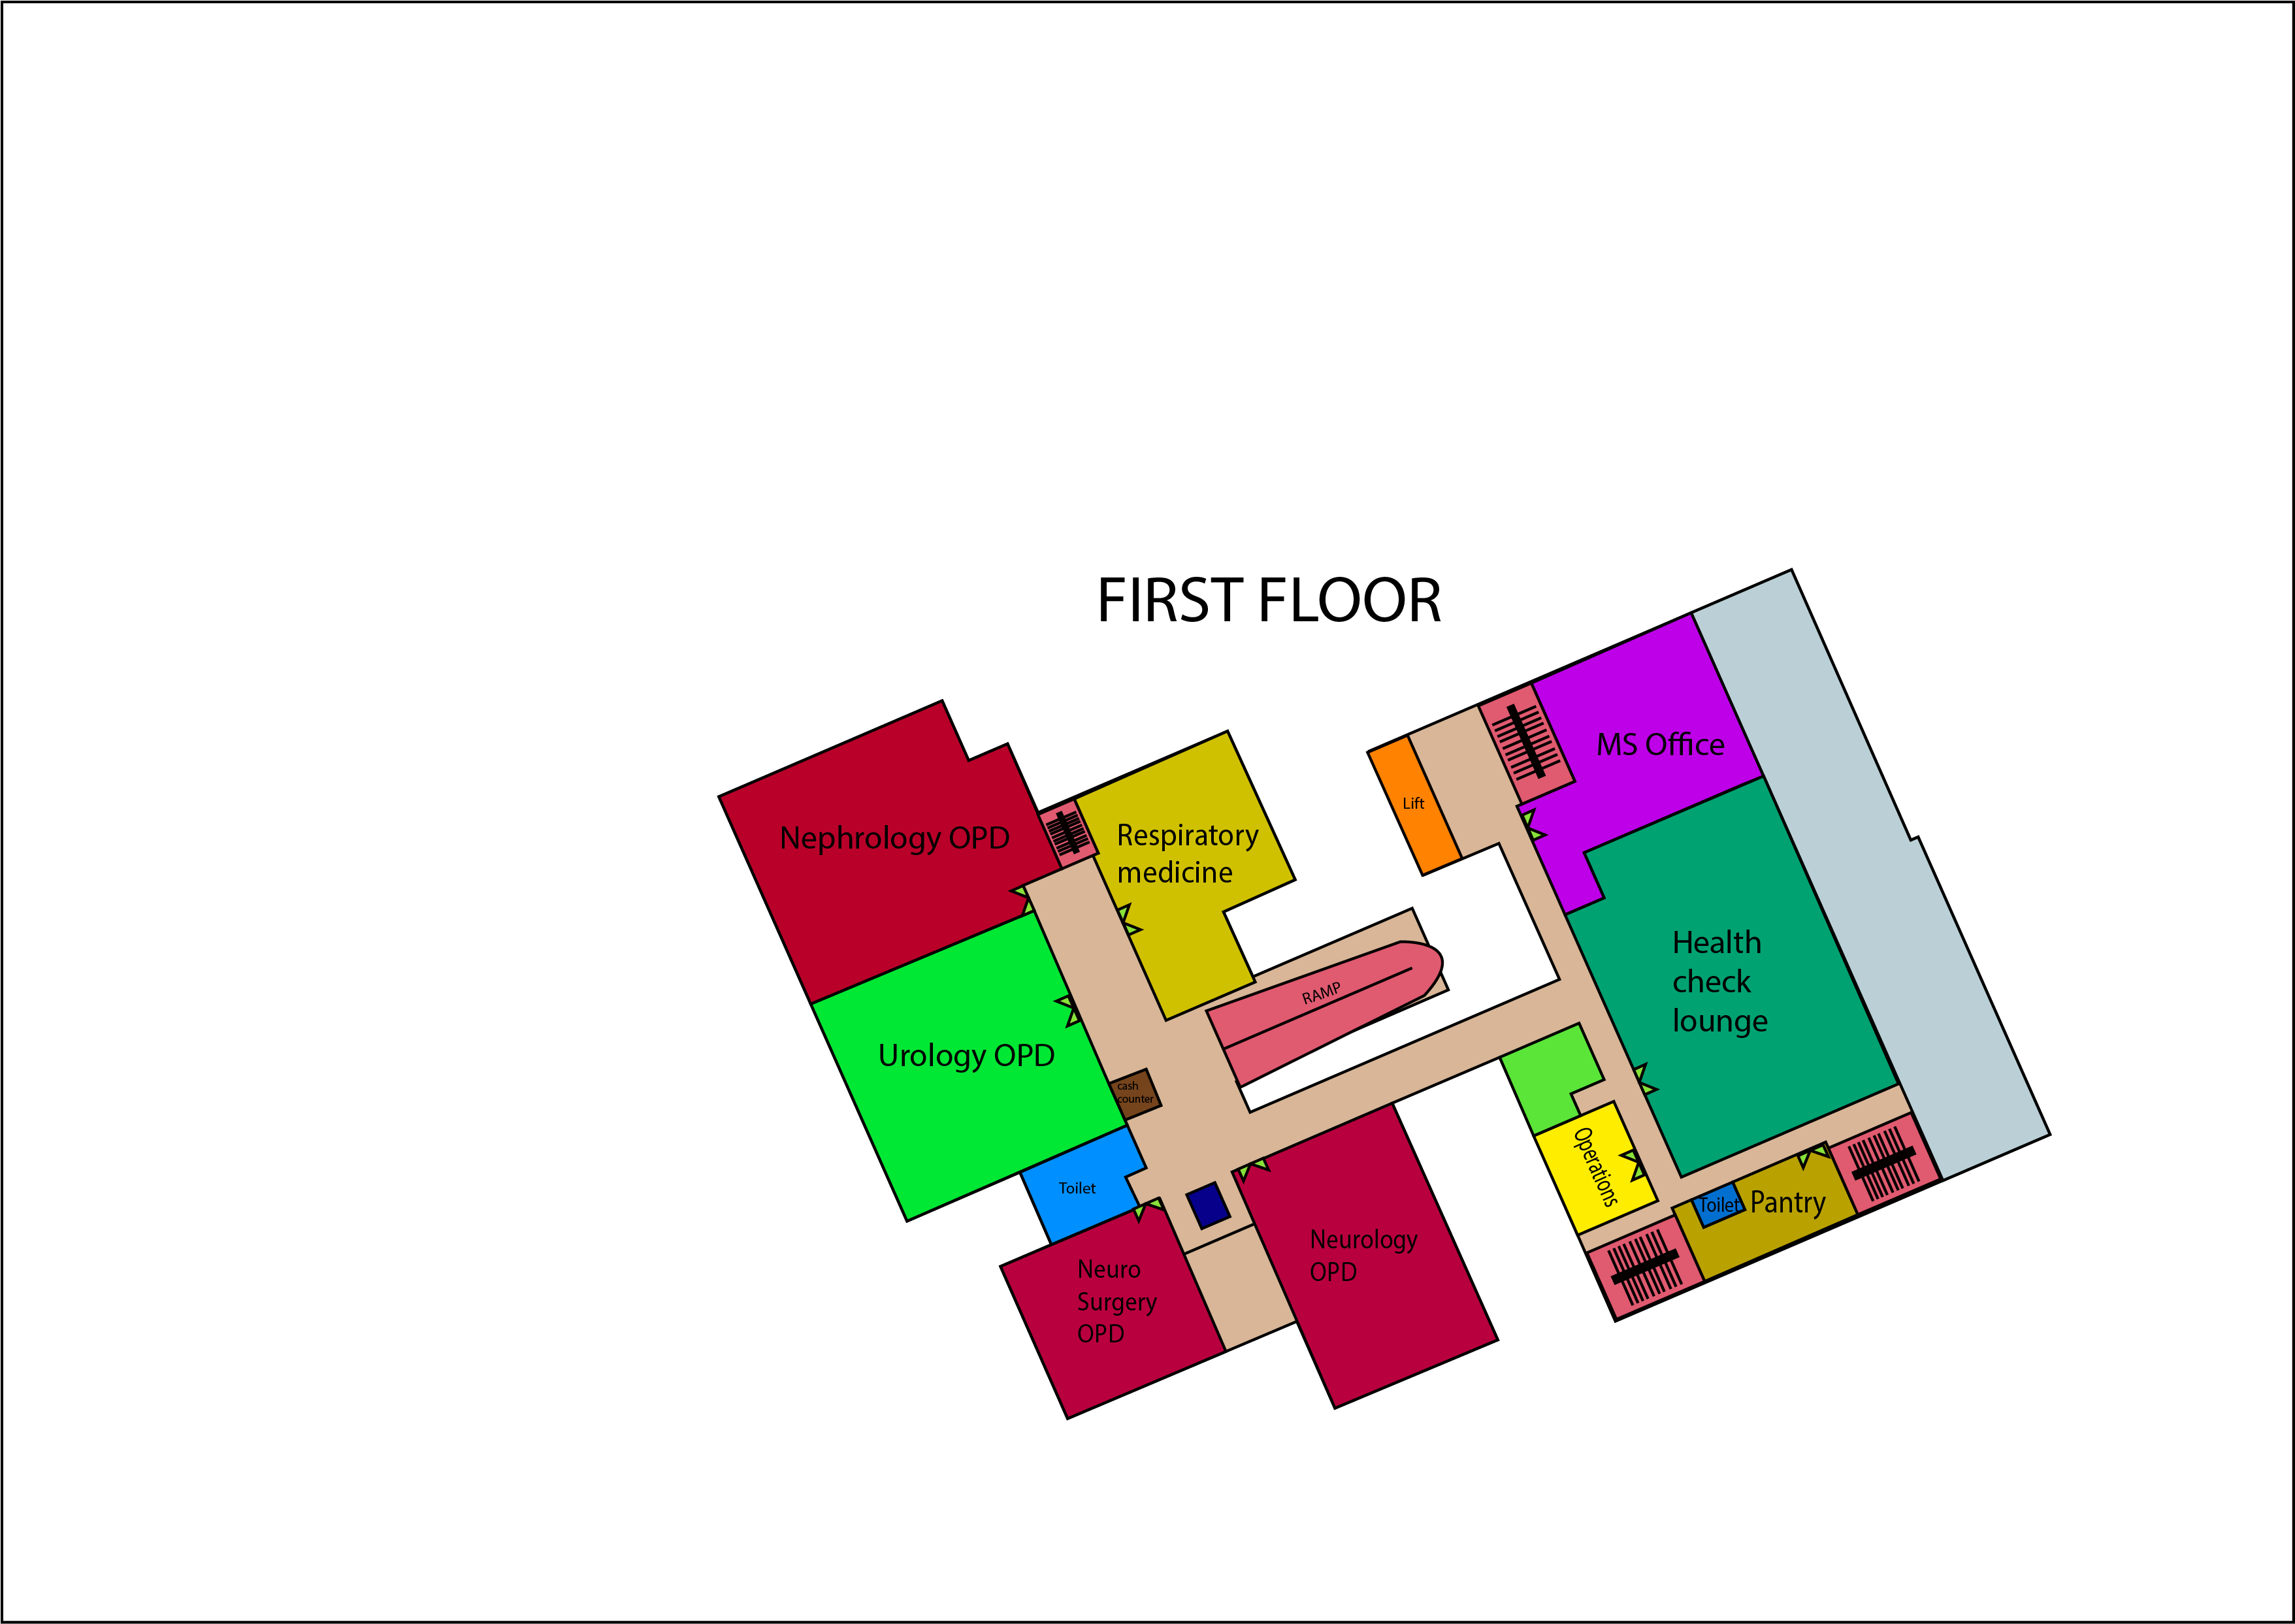 FIRST FLOOR
MS Office
Lift
Nephrology OPD
Respiratory
medicine
Health
check
lounge
RAMP
Urology OPD
cash
counter
Operations
Toilet
Toilet
Pantry
Neurology
OPD
Neuro
Surgery
OPD